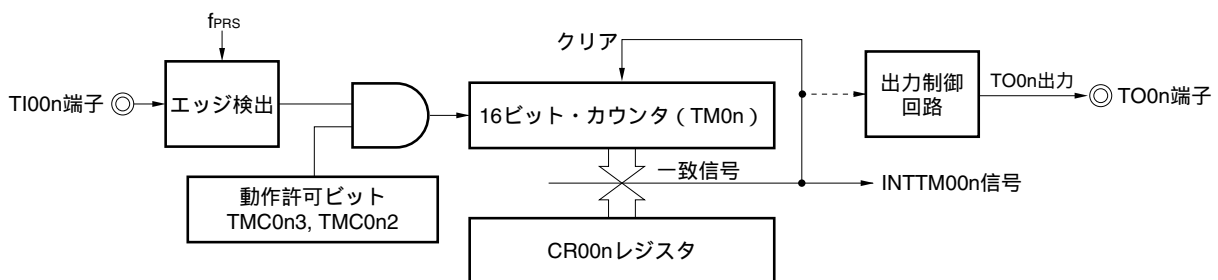 fPRS
クリア
TI00n端子
エッジ検出
16ビット・カウンタ(TM0n)
出力制御
回路
TO0n出力
TO0n端子
一致信号
INTTM00n信号
動作許可ビット
TMC0n3, TMC0n2
CR00nレジスタ